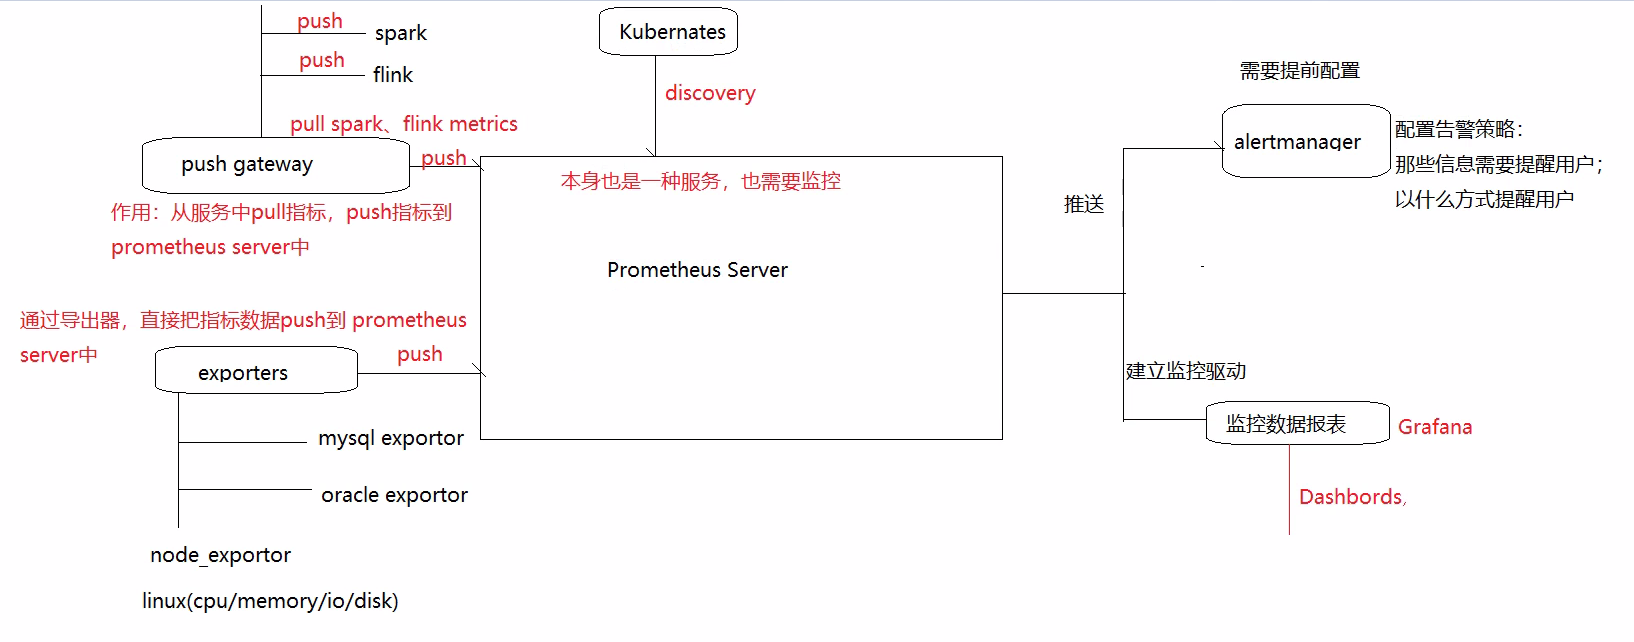 push
spark
push
flink
pull spark、flink metrics
push gateway
push
作用：从服务中pull指标，push指标到
prometheus server中
通过导出器，直接把指标数据push到 prometheus
server中
push
exporters
mysql exportor
oracle exportor
node_exportor
linux(cpu/memory/io/disk)
Kubernates
discovery
本身也是一种服务，也需要监控
Prometheus Server
推送
需要提前配置
alertmanager
配置告警策略：
那些信息需要提醒用户；
以什么方式提醒用户
建立监控驱动
监控数据报表
Grafana
Dashbords,